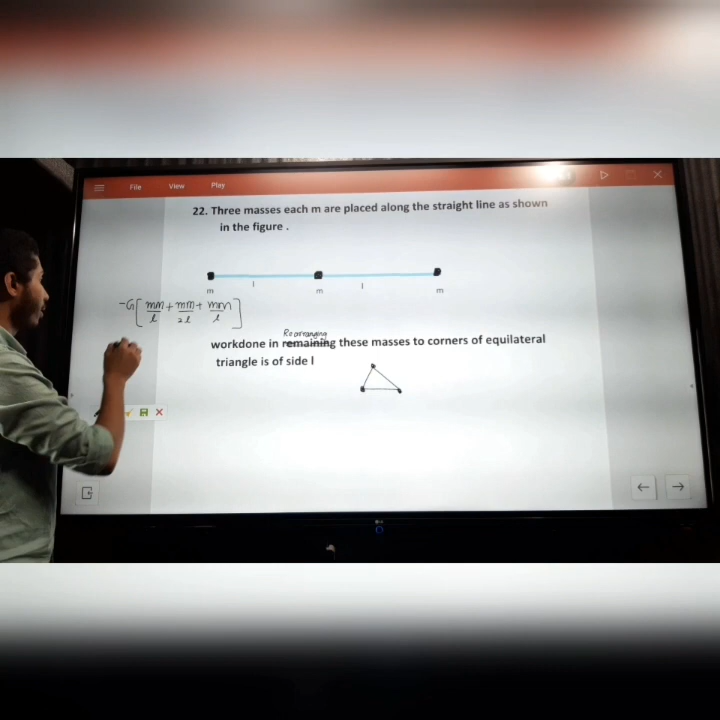 File View Play
22. Three masses each m are placed along the straight line as shown
in the figure .
l l
m m m
-G[mm/l + mm/2l + mm/l]
Rearranging
workdone in remaining these masses to corners of equilateral
triangle is of side l
LG